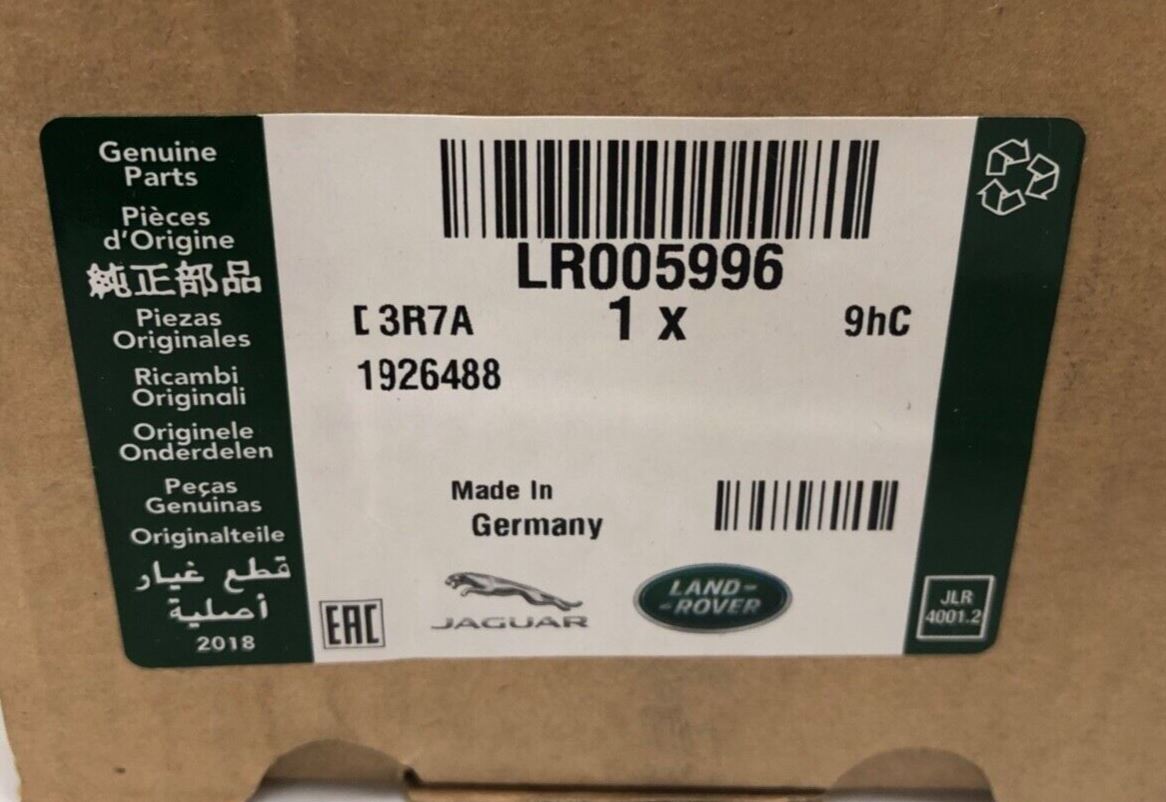 Genuine
Parts
Pièces
d'Origine
純正部品
Piezas
Originales
Ricambi
Originali
Originele
Onderdelen
Peças
Genuinas
Originalteile
قطع غيار
أصلية
2018
LR005996
[ 3R7A 1 x 9hC
1926488
Made In
Germany
EAC
JAGUAR
LAND-
-ROVER
JLR
4001.2